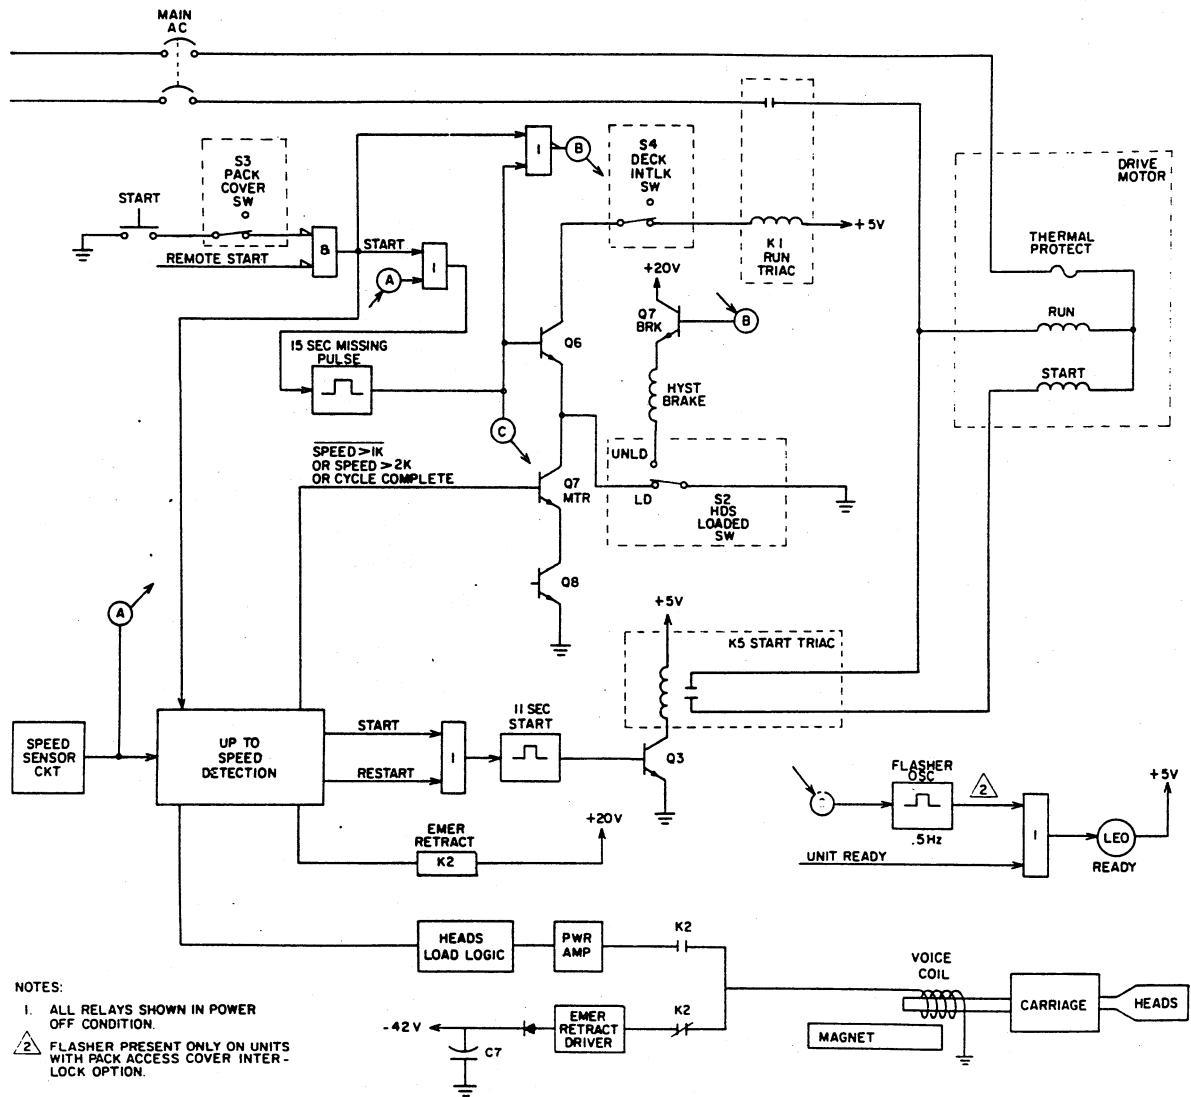 MAIN
AC
S3
PACK
COVER
SW
START
REMOTE START
&
START
I
A
I
B
S4
DECK
INTLK
SW
+5V
K1
RUN
TRIAC
DRIVE
MOTOR
THERMAL
PROTECT
RUN
START
+20V
Q7
BRK
B
HYST
BRAKE
15 SEC MISSING
PULSE
Q6
C
SPEED>1K
OR SPEED>2K
OR CYCLE COMPLETE
Q7
MTR
UNLD
LD
S2
HDS
LOADED
SW
Q8
A
+5V
K5 START TRIAC
SPEED
SENSOR
CKT
UP TO
SPEED
DETECTION
START
RESTART
I
11 SEC
START
Q3
EMER
RETRACT
K2
+20V
FLASHER
OSC
.5Hz
2
UNIT READY
I
LEO
READY
+5V
HEADS
LOAD LOGIC
PWR
AMP
K2
-42V
C7
EMER
RETRACT
DRIVER
K2
VOICE
COIL
MAGNET
CARRIAGE
HEADS
NOTES:
1. ALL RELAYS SHOWN IN POWER
OFF CONDITION.
2 FLASHER PRESENT ONLY ON UNITS
WITH PACK ACCESS COVER INTER-
LOCK OPTION.